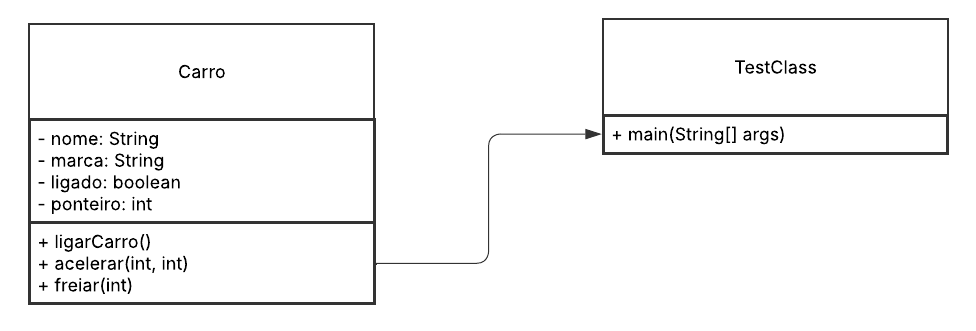 Carro
- nome: String
- marca: String
- ligado: boolean
- ponteiro: int
+ ligarCarro()
+ acelerar(int, int)
+ freiar(int)
TestClass
+ main(String[] args)